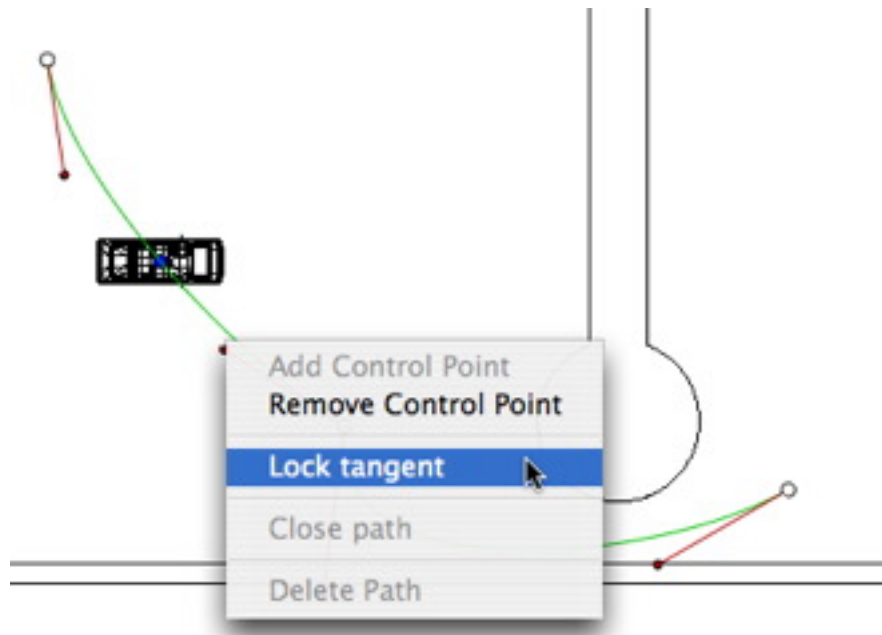 Add Control Point
Remove Control Point
Lock tangent
Close path
Delete Path